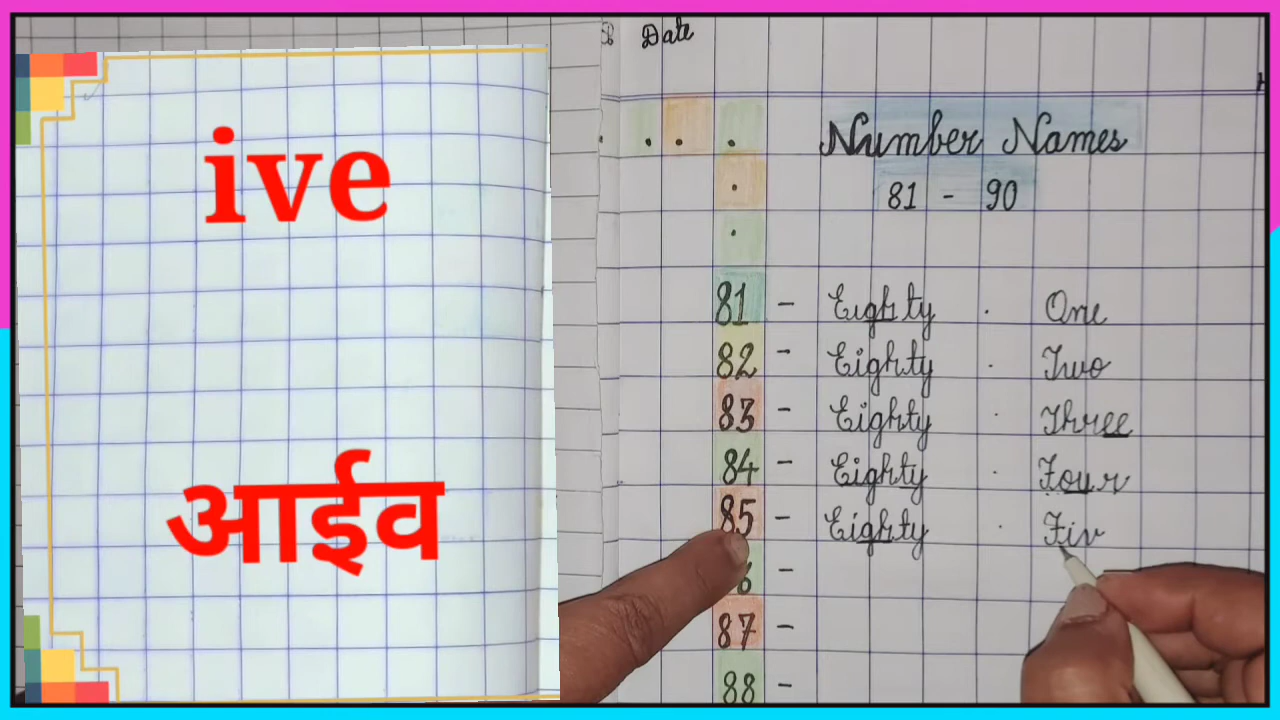 ive
आईव
Date
Number Names
81 - 90
81 - Eighty . One
82 - Eighty . Two
83 - Eighty . Three
84 - Eighty . Four
85 - Eighty . Fiv
-
87 -
88 -